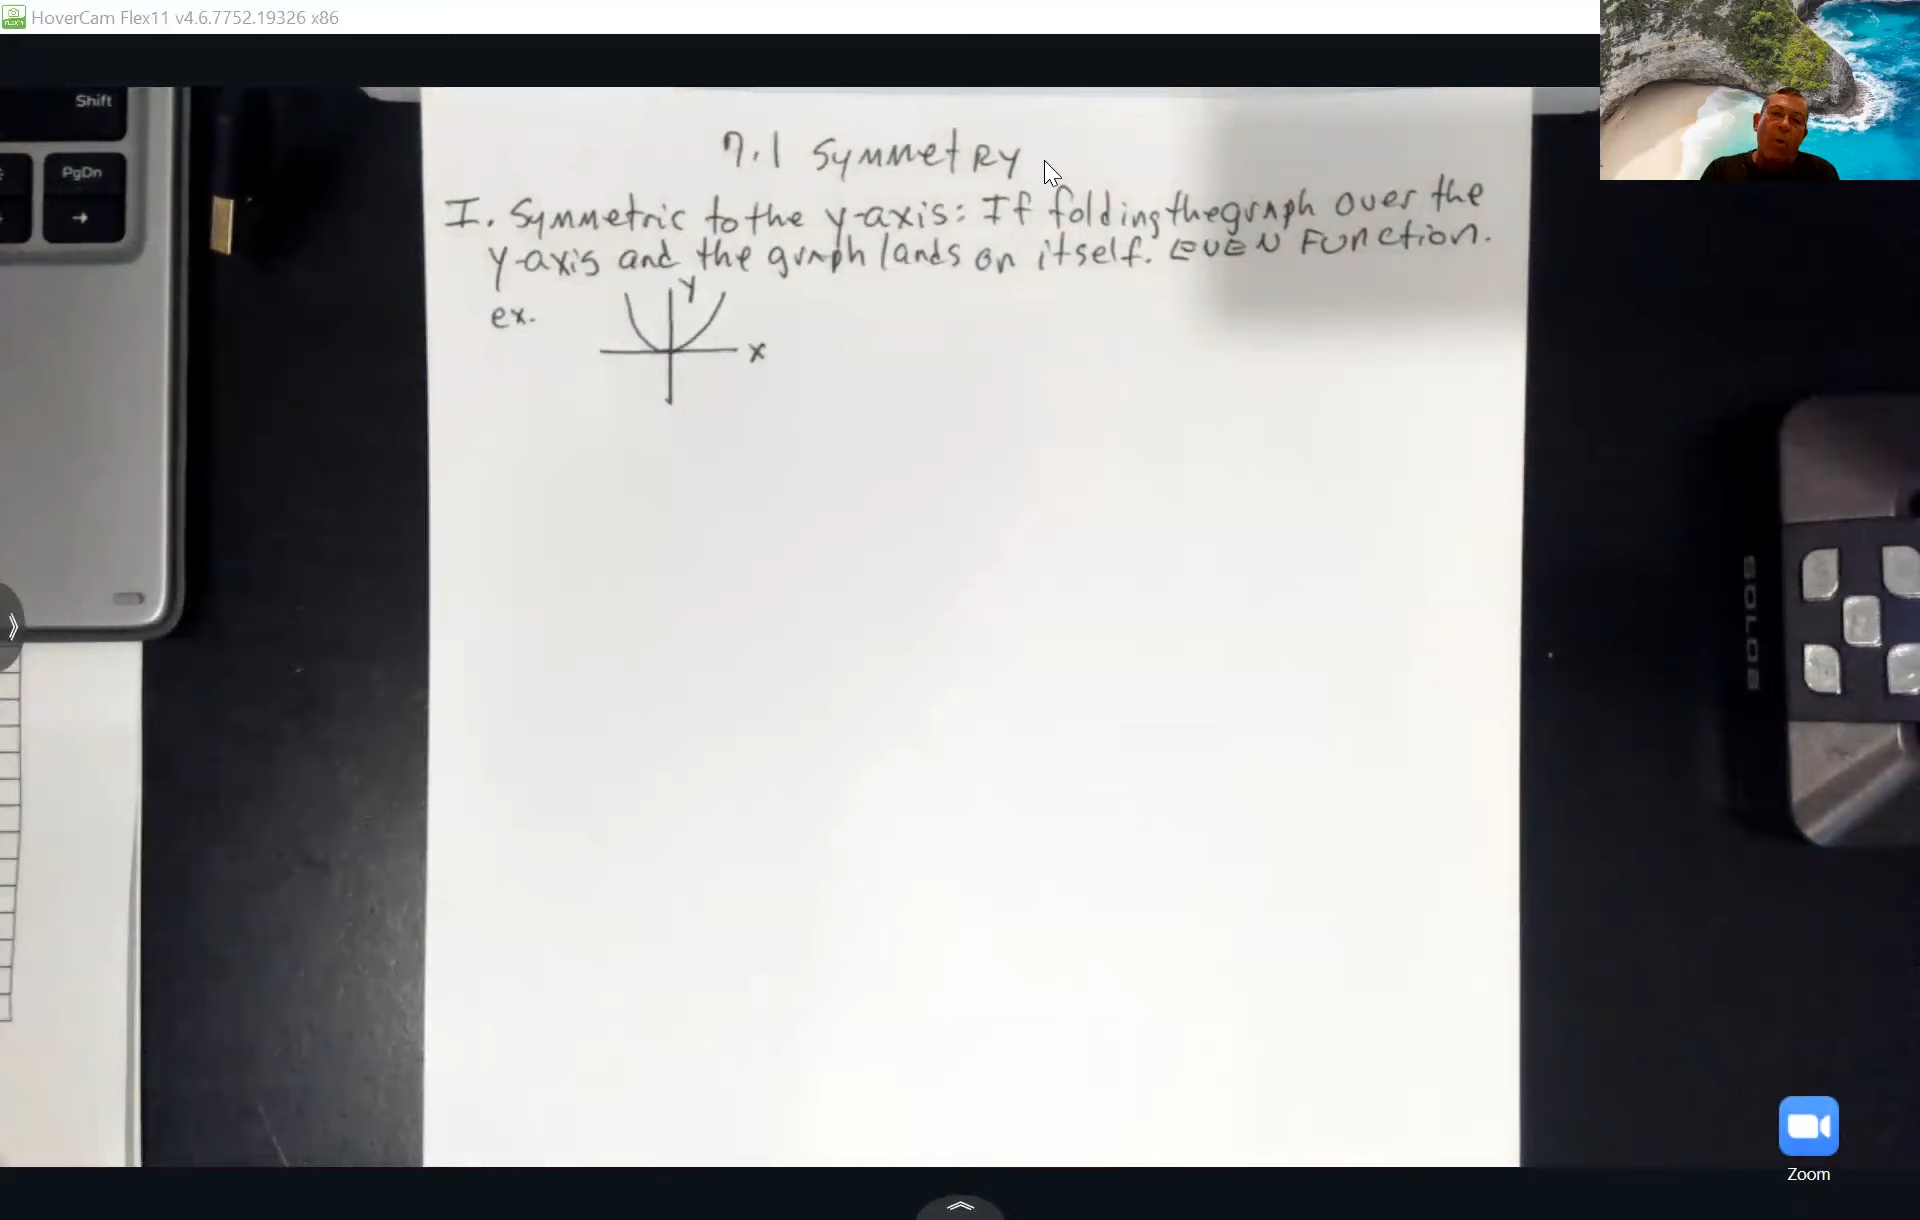 HoverCam Flex11 v4.6.7752.19326 x86
Shift
PgDn
7.1 Symmetry
I. Symmetric to the y-axis: If folding the graph over the
y-axis and the graph lands on itself. EVEN Function.
ex.
y
x
SOLOS
Zoom